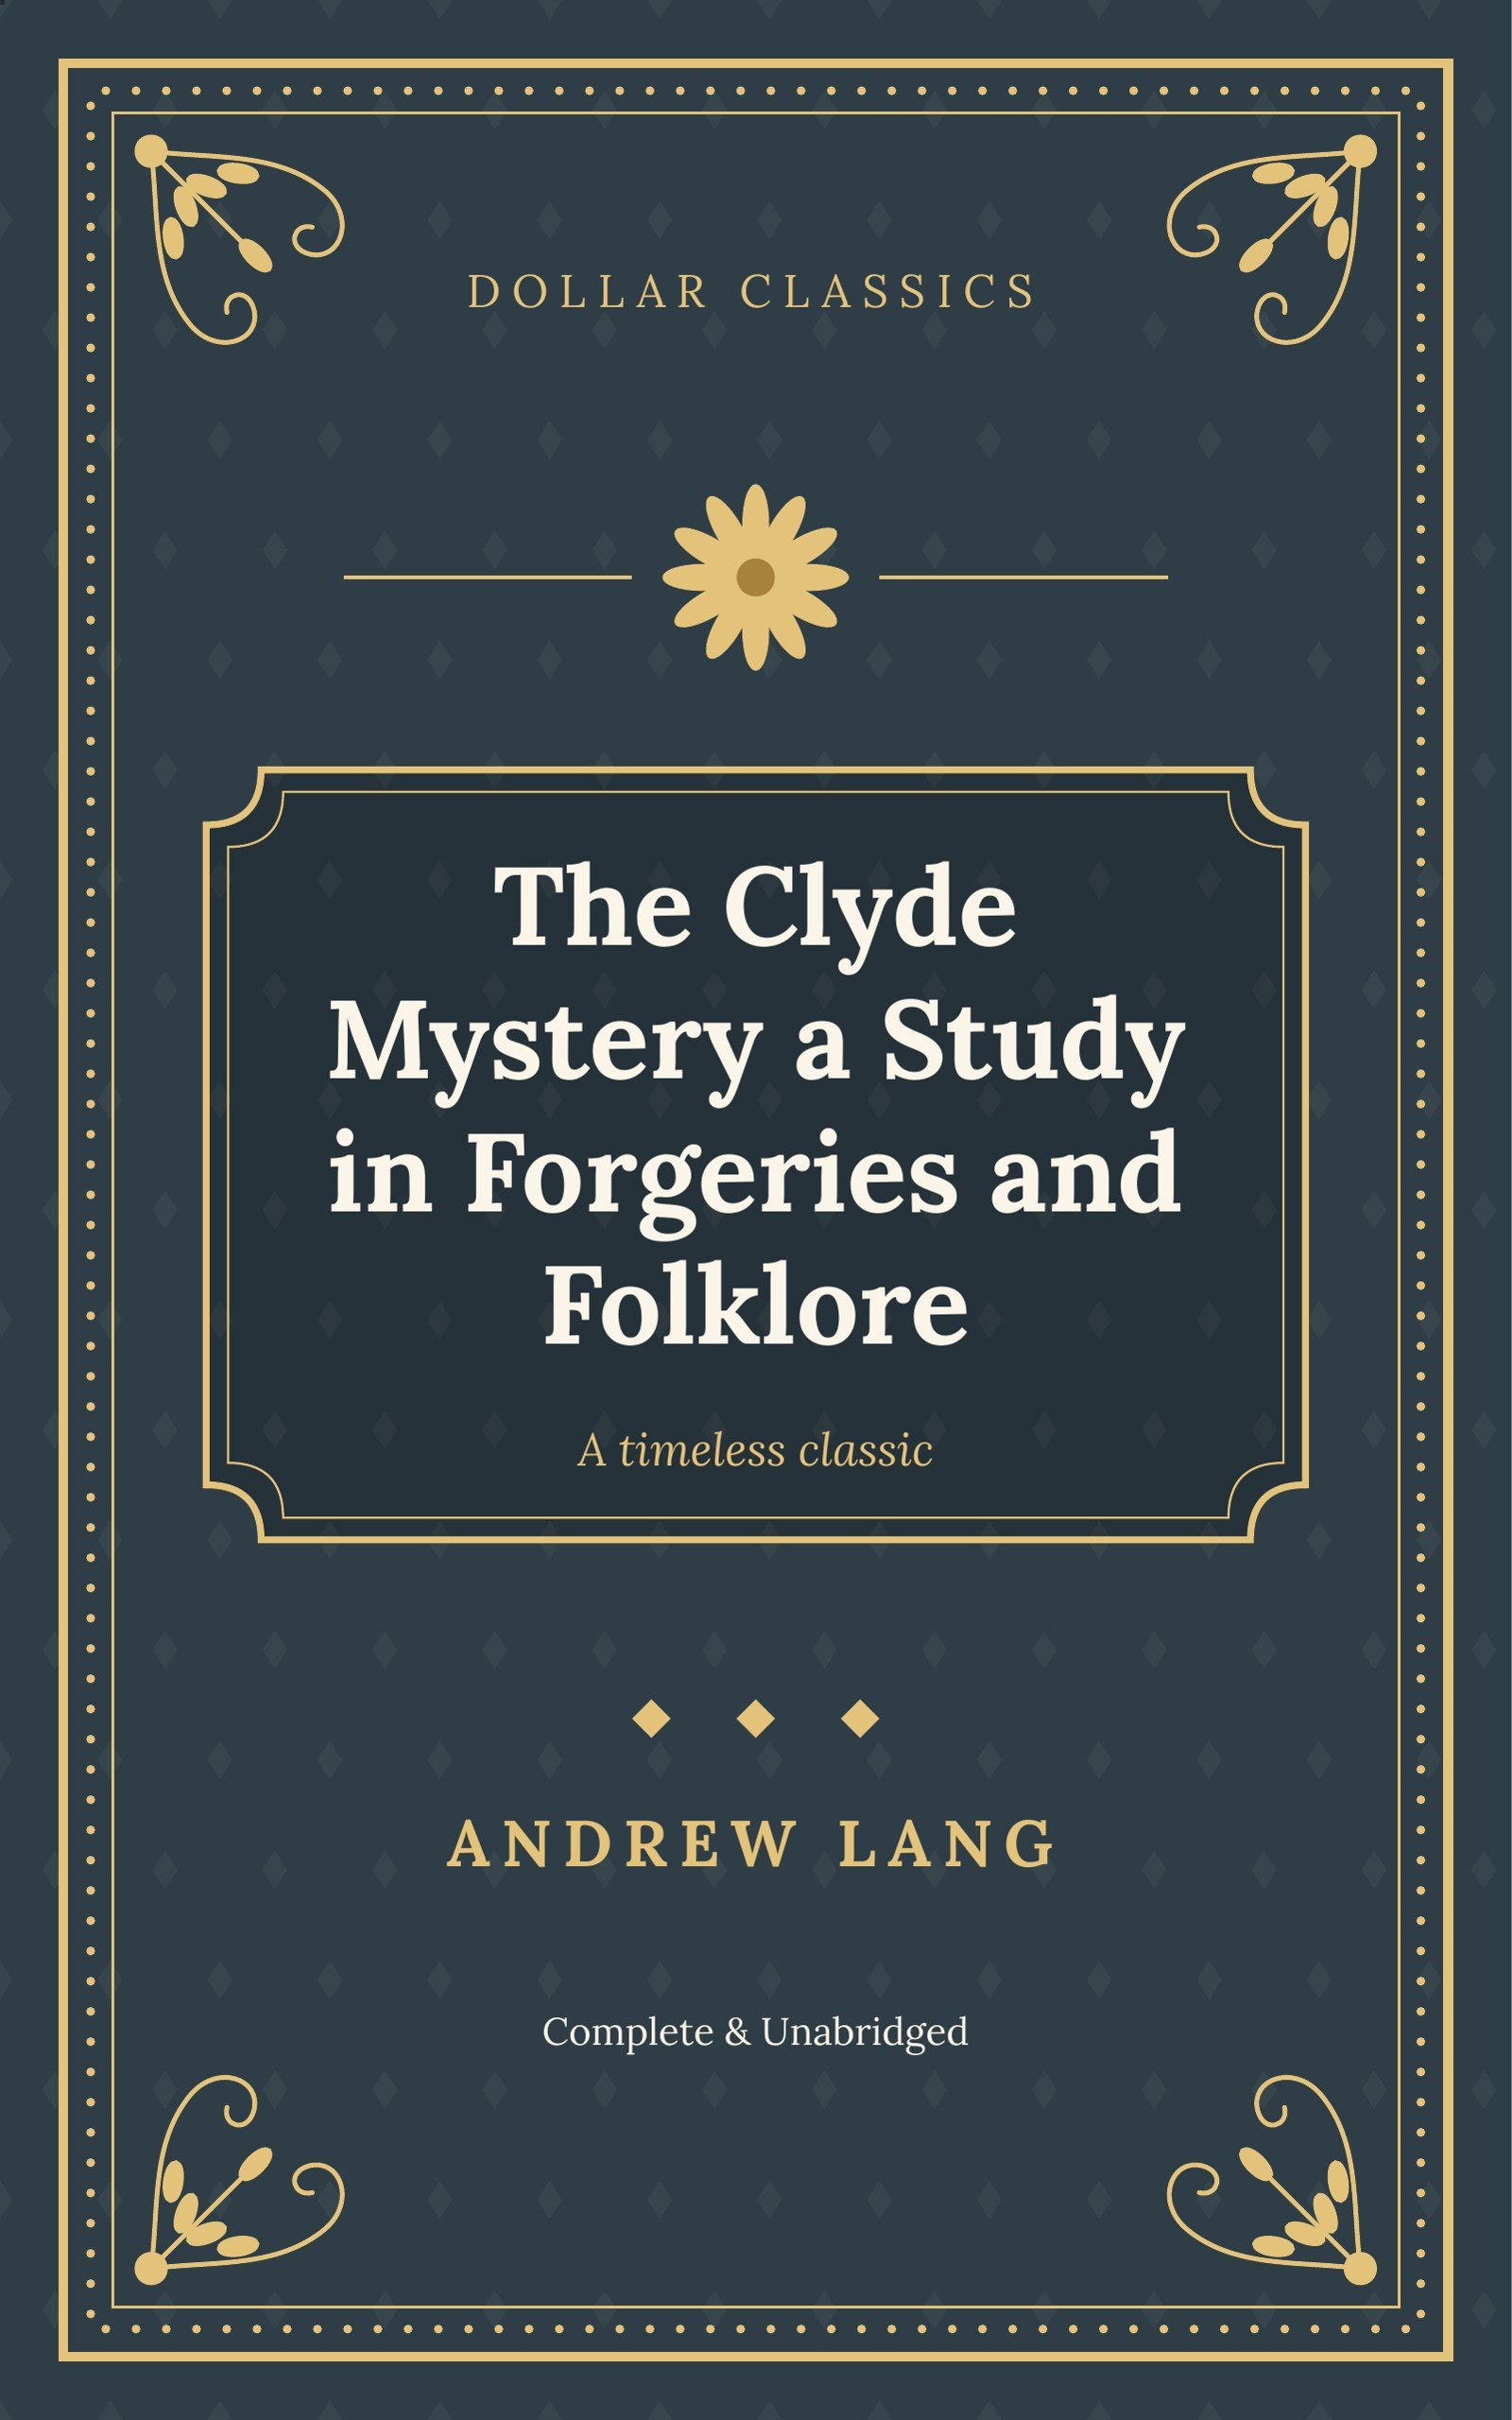 DOLLAR CLASSICS
The Clyde
Mystery a Study
in Forgeries and
Folklore
A timeless classic
ANDREW LANG
Complete & Unabridged